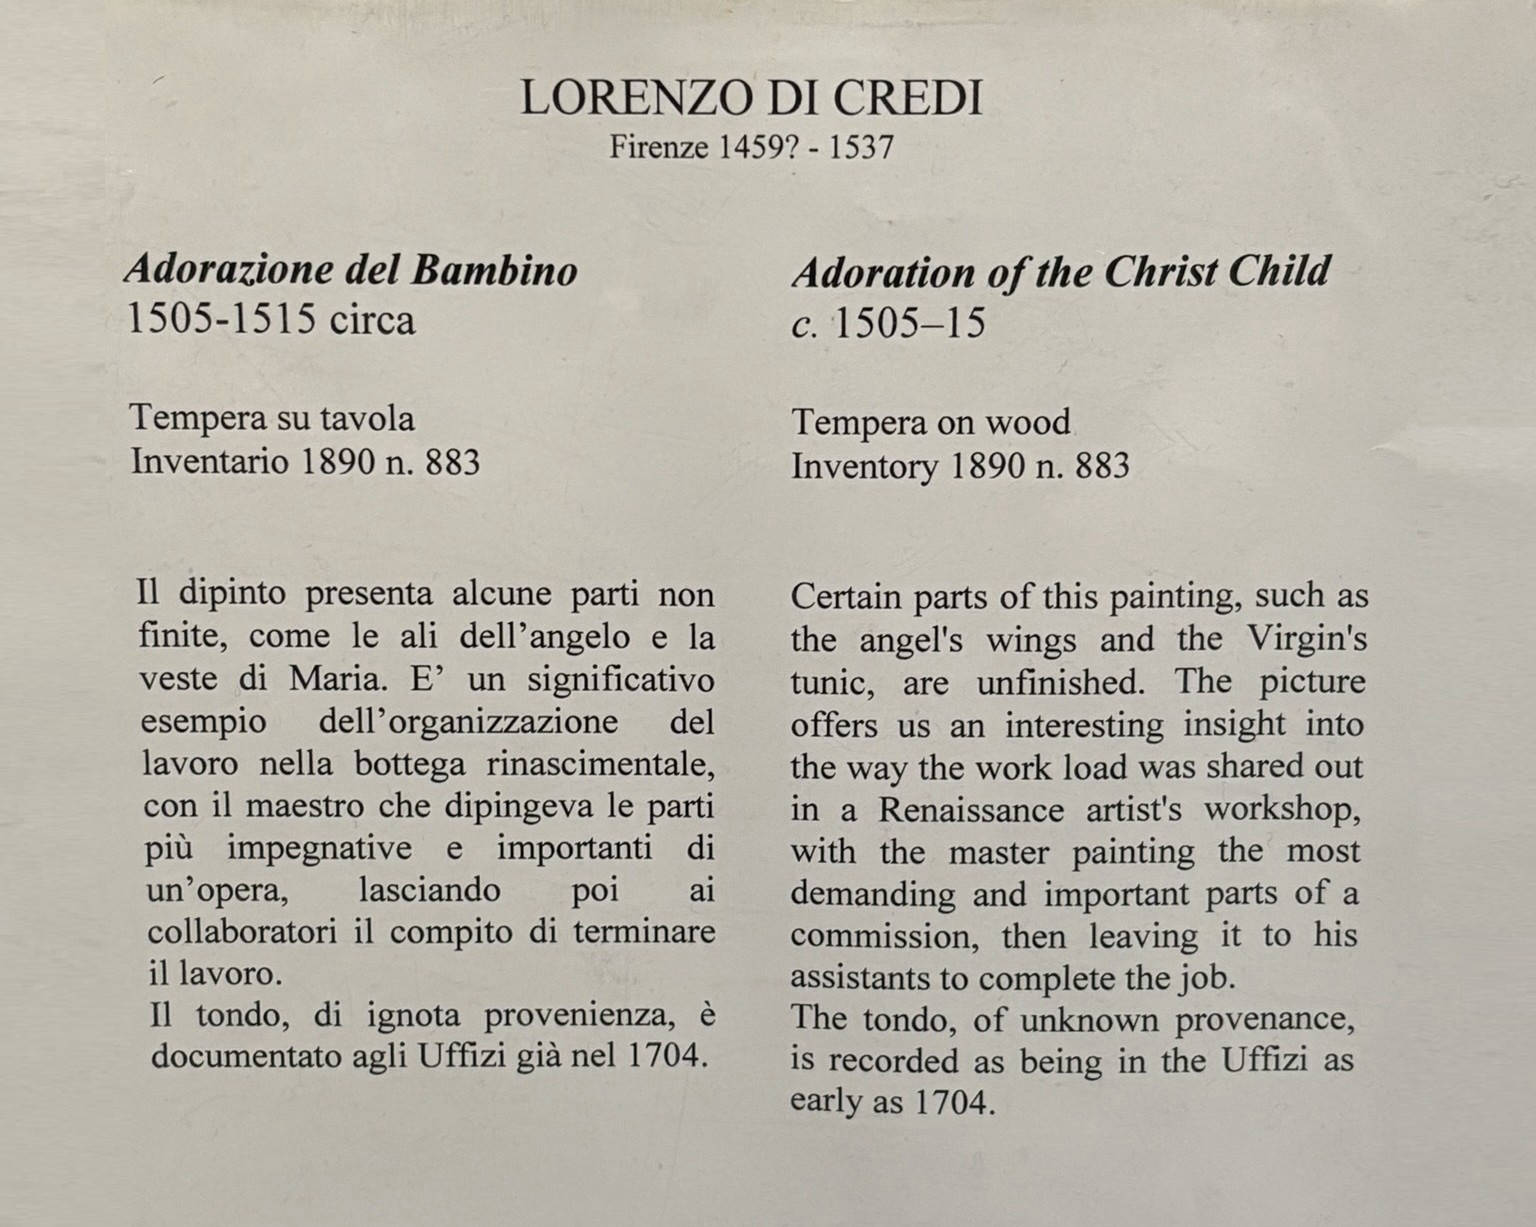 LORENZO DI CREDI
Firenze 1459? - 1537
Adorazione del Bambino
1505-1515 circa
Tempera su tavola
Inventario 1890 n. 883
Il dipinto presenta alcune parti non
finite, come le ali dell’angelo e la
veste di Maria. E’ un significativo
esempio dell’organizzazione del
lavoro nella bottega rinascimentale,
con il maestro che dipingeva le parti
più impegnative e importanti di
un’opera, lasciando poi ai
collaboratori il compito di terminare
il lavoro.
Il tondo, di ignota provenienza, è
documentato agli Uffizi già nel 1704.
Adoration of the Christ Child
c. 1505–15
Tempera on wood
Inventory 1890 n. 883
Certain parts of this painting, such as
the angel's wings and the Virgin's
tunic, are unfinished. The picture
offers us an interesting insight into
the way the work load was shared out
in a Renaissance artist's workshop,
with the master painting the most
demanding and important parts of a
commission, then leaving it to his
assistants to complete the job.
The tondo, of unknown provenance,
is recorded as being in the Uffizi as
early as 1704.